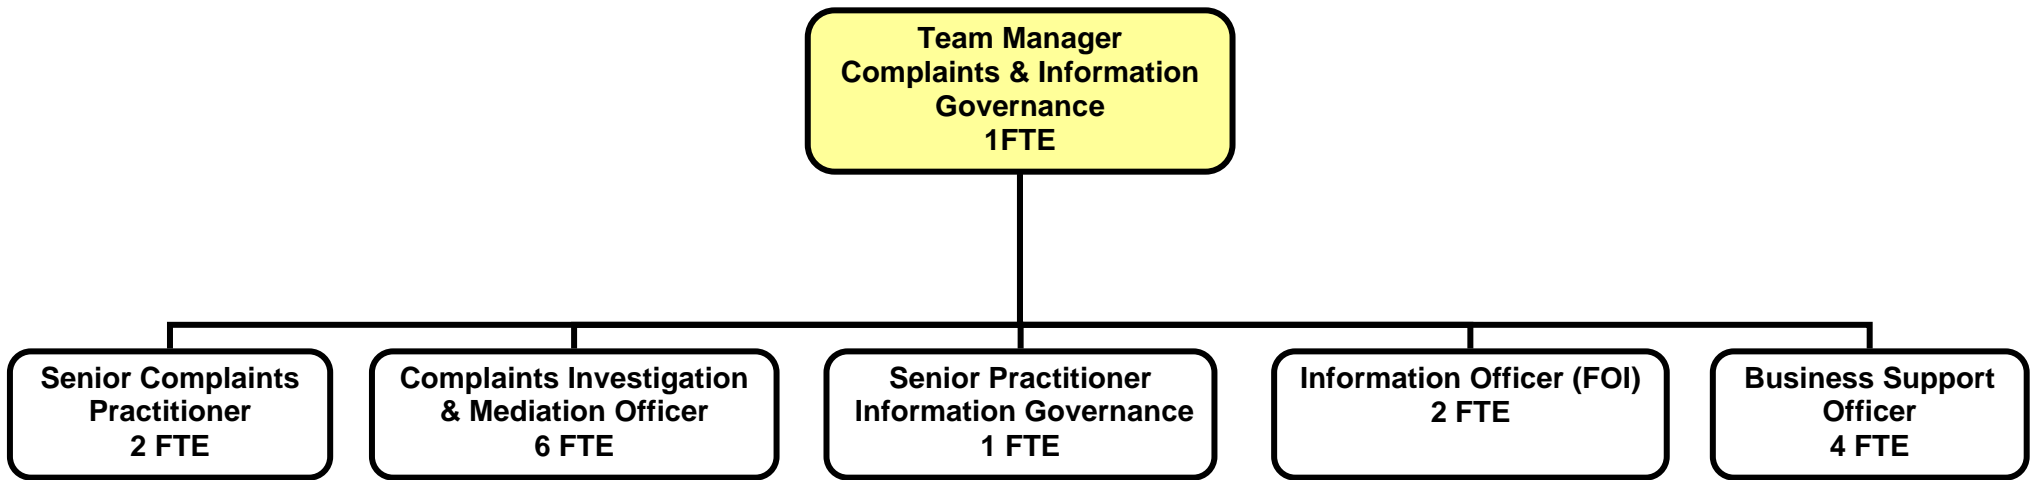 Team Manager
Complaints & Information
Governance
1FTE
Senior Complaints
Practitioner
2 FTE
Complaints Investigation
& Mediation Officer
6 FTE
Senior Practitioner
Information Governance
1 FTE
Information Officer (FOI)
2 FTE
Business Support
Officer
4 FTE